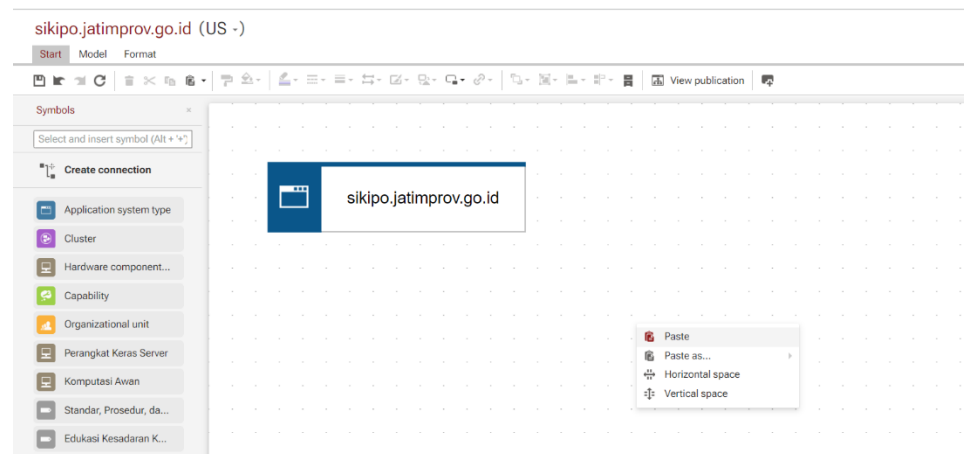 sikipo.jatimprov.go.id (US -)
Start Model Format
View publication
Symbols
Select and insert symbol (Alt + '+')
Create connection
Application system type
Cluster
Hardware component...
Capability
Organizational unit
Perangkat Keras Server
Komputasi Awan
Standar, Prosedur, da...
Edukasi Kesadaran K...
sikipo.jatimprov.go.id
Paste
Paste as...
Horizontal space
Vertical space